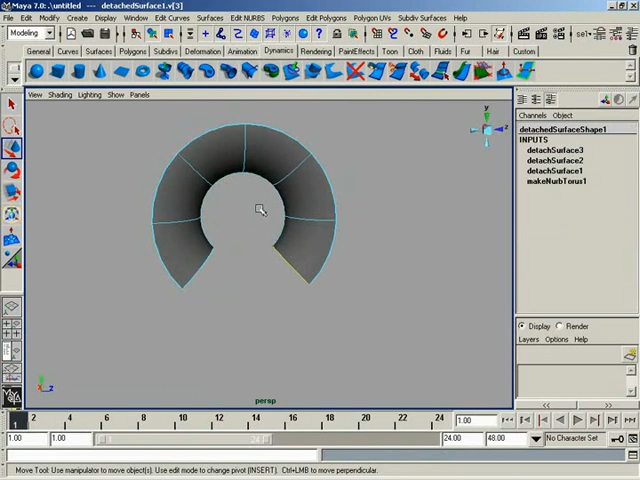 Maya 7.0: .\untitled --- detachedSurface1.v[3]
File Edit Modify Create Display Window Edit Curves Surfaces Edit NURBS Polygons Edit Polygons Edit Polygon UVs Subdiv Surfaces Help
Modeling sel
General Curves Surfaces Polygons Subdivs Deformation Animation Dynamics Rendering PaintEffects Toon Cloth Fluids Fur Hair Custom
View Shading Lighting Show Panels
Channels Object
detachedSurfaceShape1
INPUTS
detachSurface3
detachSurface2
detachSurface1
makeNurbTorus1
y
z
Display Render
Layers Options Help
z
persp
2 4 6 8 10 12 14 16 18 20 22 24 1.00
1
1.00 1.00 1 24 24.00 48.00 No Character Set
Move Tool: Use manipulator to move object(s). Use edit mode to change pivot (INSERT). Ctrl+LMB to move perpendicular.